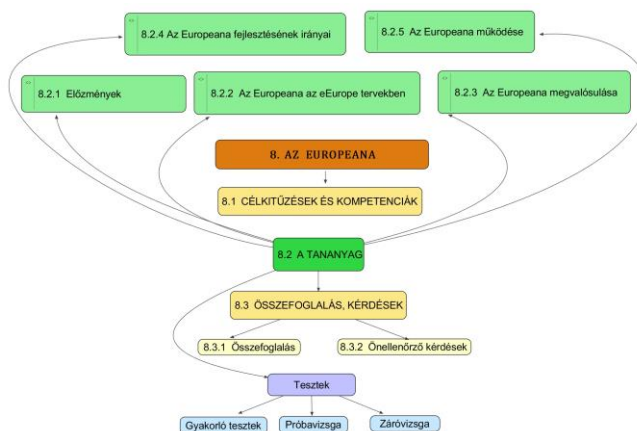 8.2.4 Az Europeana fejlesztésének irányai
8.2.5 Az Europeana működése
8.2.1 Előzmények
8.2.2 Az Europeana az eEurope tervekben
8.2.3 Az Europeana megvalósulása
8. AZ EUROPEANA
8.1 CÉLKITŰZÉSEK ÉS KOMPETENCIÁK
8.2 A TANANYAG
8.3 ÖSSZEFOGLALÁS, KÉRDÉSEK
8.3.1 Összefoglalás
8.3.2 Önellenőrző kérdések
Tesztek
Gyakorló tesztek
Próbavizsga
Záróvizsga